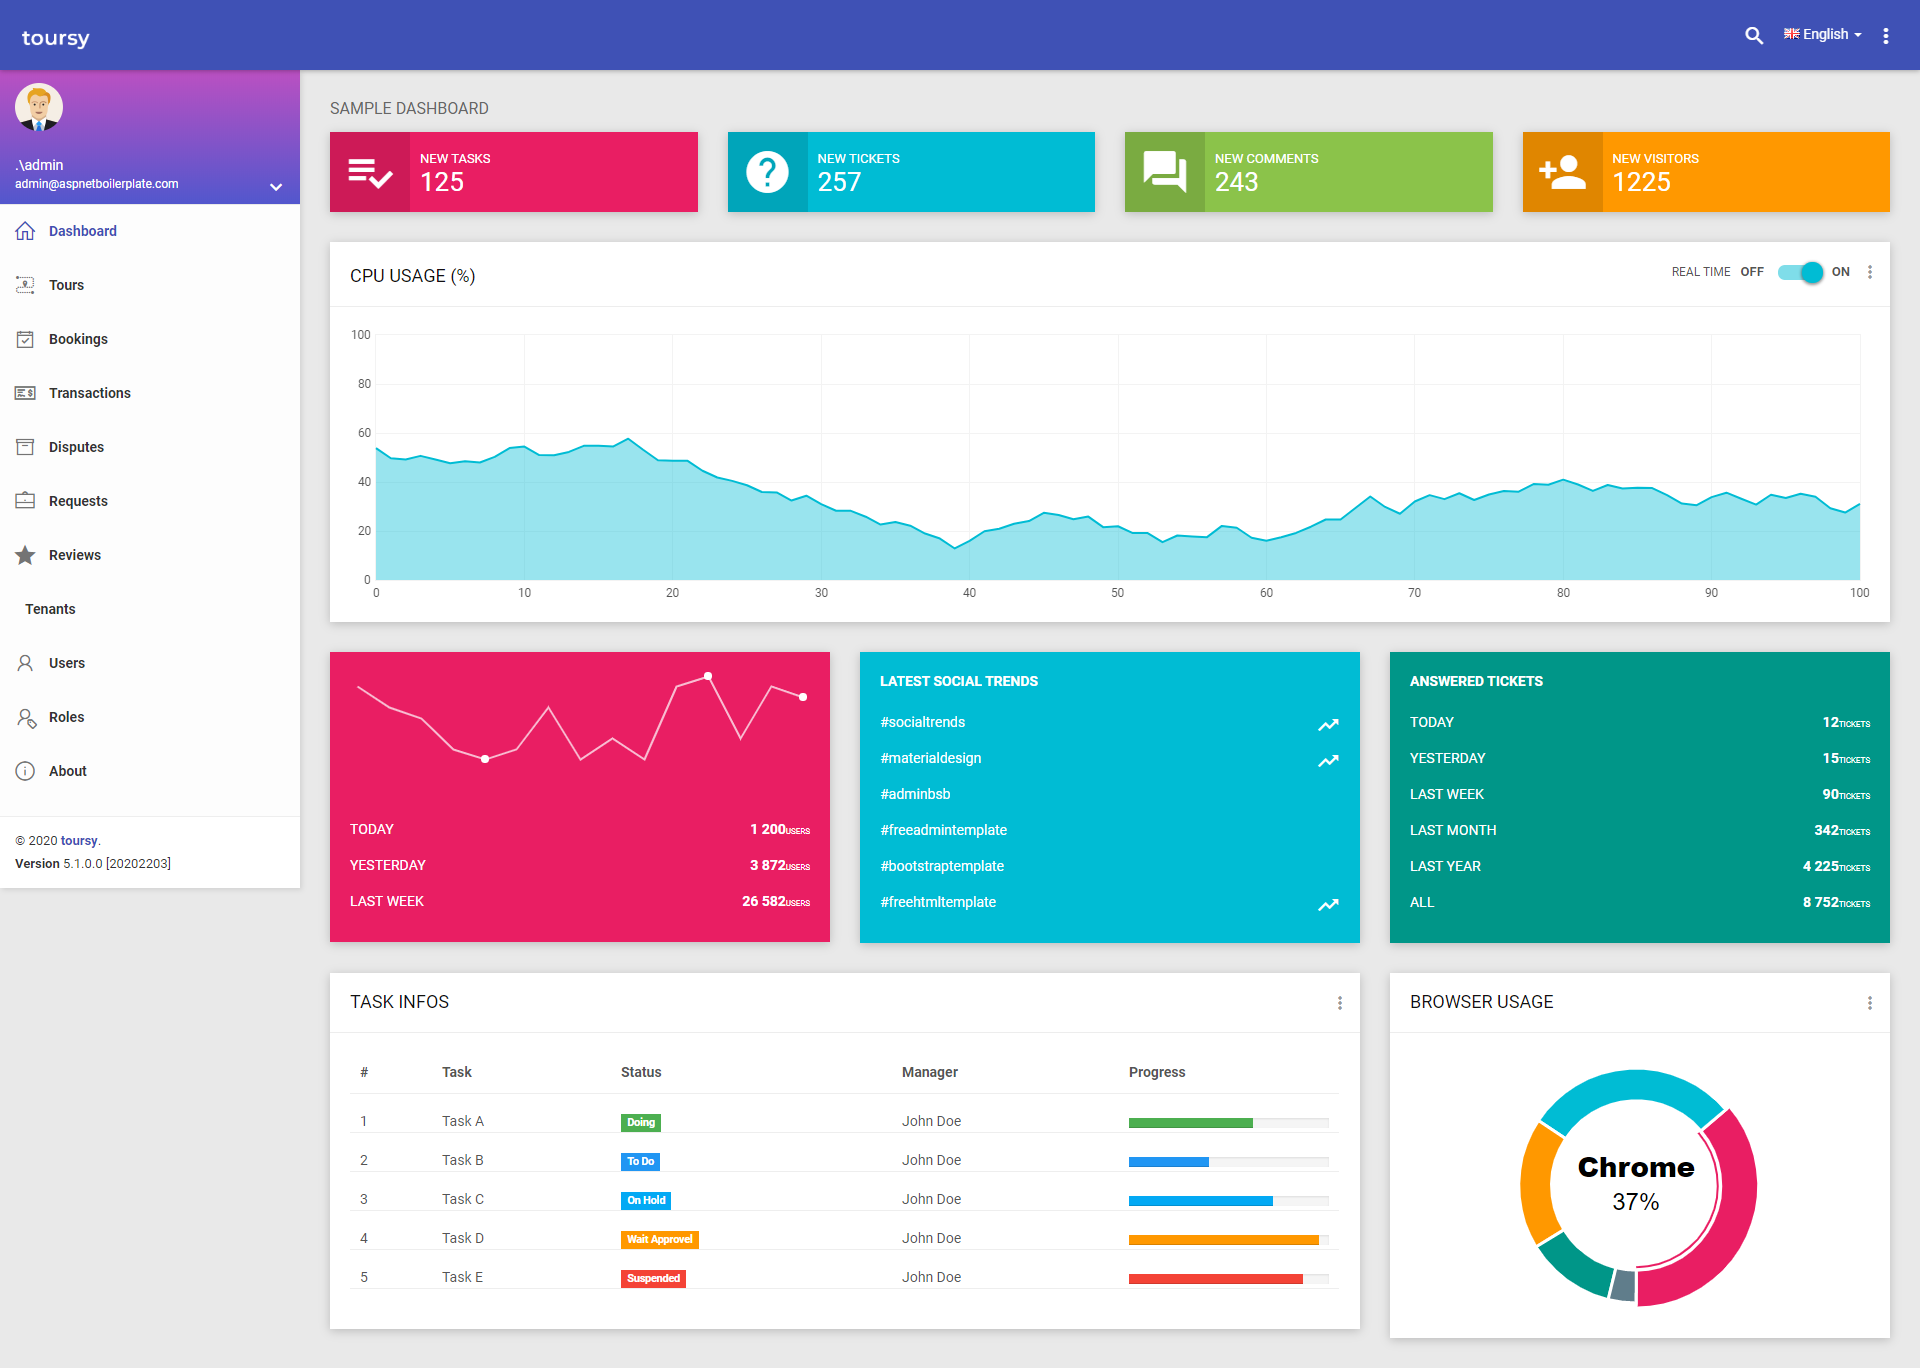 toursy
English
.\admin
admin@aspnetboilerplate.com
Dashboard
Tours
Bookings
Transactions
Disputes
Requests
Reviews
Tenants
Users
Roles
About
© 2020 toursy.
Version 5.1.0.0 [20202203]
SAMPLE DASHBOARD
NEW TASKS
125
NEW TICKETS
257
NEW COMMENTS
243
NEW VISITORS
1225
CPU USAGE (%)
REAL TIME OFF ON
100
80
60
40
20
0
0 10 20 30 40 50 60 70 80 90 100
TODAY 1 200USERS
YESTERDAY 3 872USERS
LAST WEEK 26 582USERS
LATEST SOCIAL TRENDS
#socialtrends
#materialdesign
#adminbsb
#freeadmintemplate
#bootstraptemplate
#freehtmltemplate
ANSWERED TICKETS
TODAY 12TICKETS
YESTERDAY 15TICKETS
LAST WEEK 90TICKETS
LAST MONTH 342TICKETS
LAST YEAR 4 225TICKETS
ALL 8 752TICKETS
TASK INFOS
# Task Status Manager Progress
1 Task A Doing John Doe
2 Task B To Do John Doe
3 Task C On Hold John Doe
4 Task D Wait Approvel John Doe
5 Task E Suspended John Doe
BROWSER USAGE
Chrome
37%